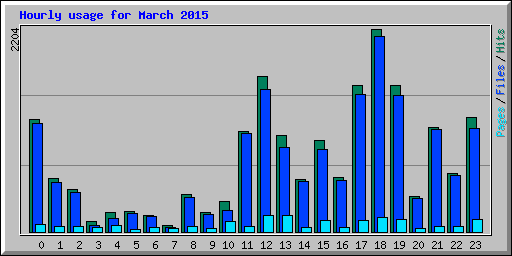 Hourly usage for March 2015
2204
Pages/Files/Hits
0 1 2 3 4 5 6 7 8 9 10 11 12 13 14 15 16 17 18 19 20 21 22 23